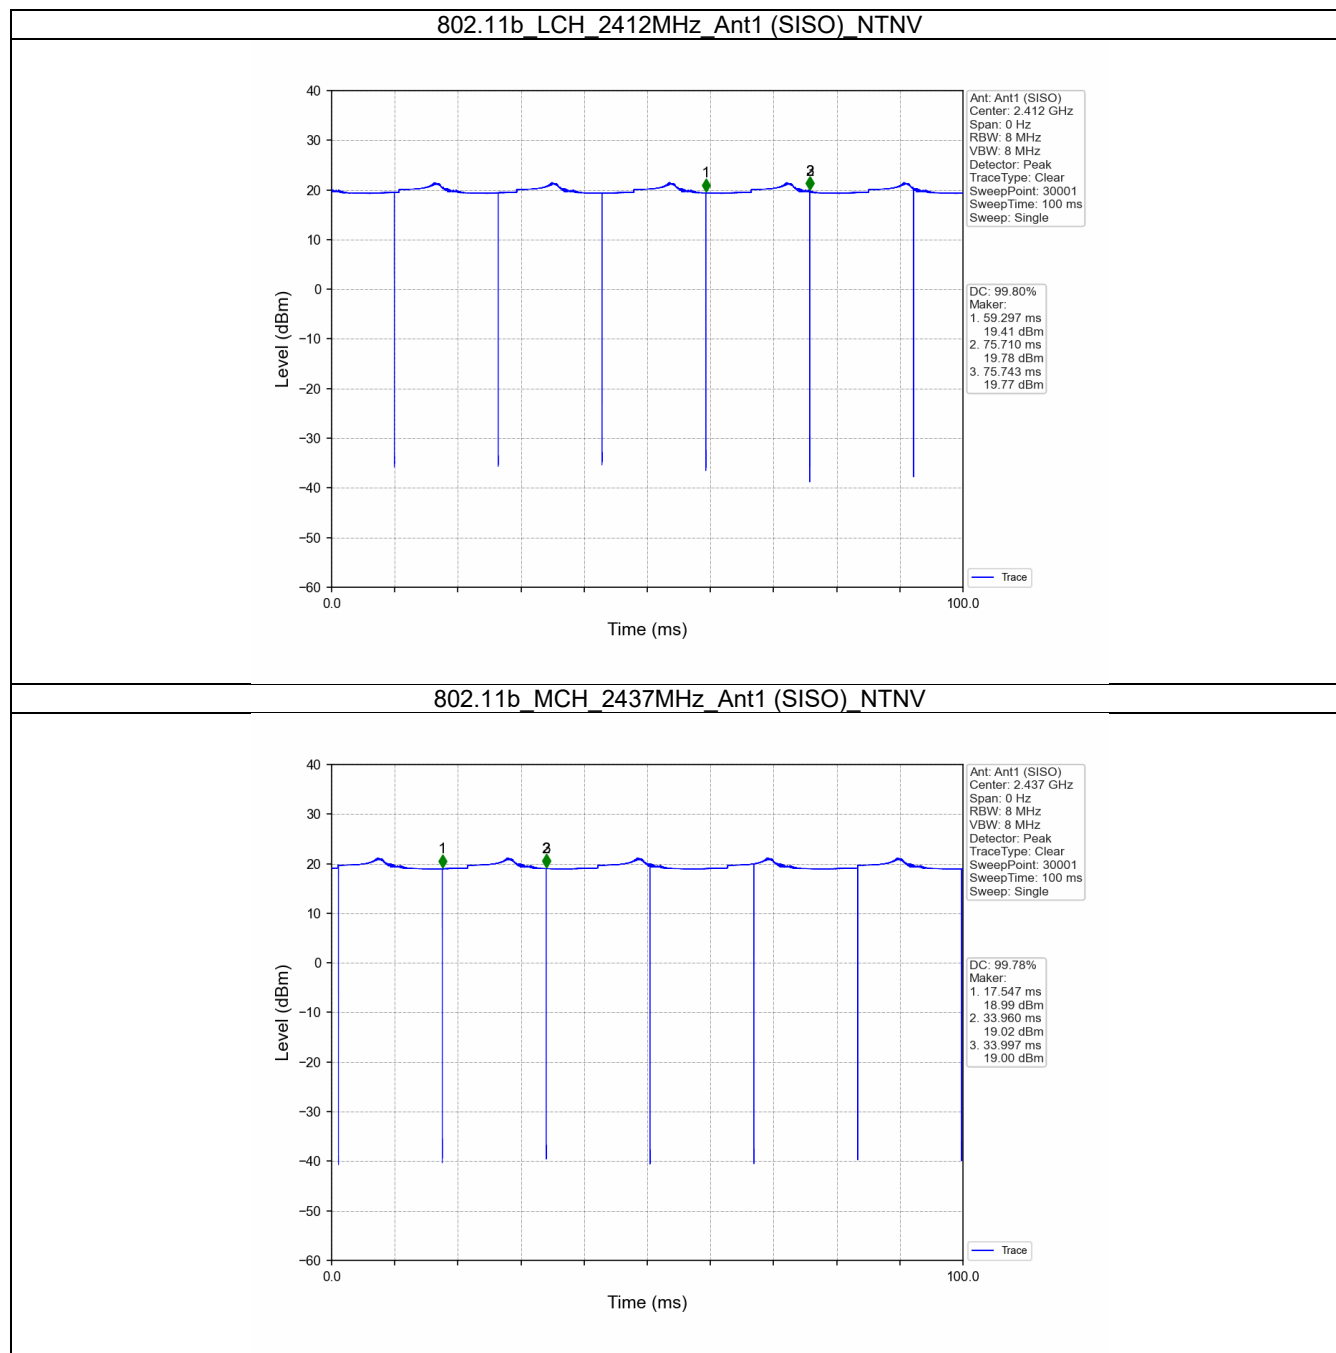 802.11b_LCH_2412MHz_Ant1 (SISO)_NTNV
40
30
20
10
0
−10
−20
−30
−40
−50
−60
Level (dBm)
0.0
100.0
Time (ms)
1
2
3
Ant: Ant1 (SISO)
Center: 2.412 GHz
Span: 0 Hz
RBW: 8 MHz
VBW: 8 MHz
Detector: Peak
TraceType: Clear
SweepPoint: 30001
SweepTime: 100 ms
Sweep: Single
DC: 99.80%
Maker:
1. 59.297 ms
19.41 dBm
2. 75.710 ms
19.78 dBm
3. 75.743 ms
19.77 dBm
Trace
802.11b_MCH_2437MHz_Ant1 (SISO)_NTNV
40
30
20
10
0
−10
−20
−30
−40
−50
−60
Level (dBm)
0.0
100.0
Time (ms)
1
2
3
Ant: Ant1 (SISO)
Center: 2.437 GHz
Span: 0 Hz
RBW: 8 MHz
VBW: 8 MHz
Detector: Peak
TraceType: Clear
SweepPoint: 30001
SweepTime: 100 ms
Sweep: Single
DC: 99.78%
Maker:
1. 17.547 ms
18.99 dBm
2. 33.960 ms
19.02 dBm
3. 33.997 ms
19.00 dBm
Trace